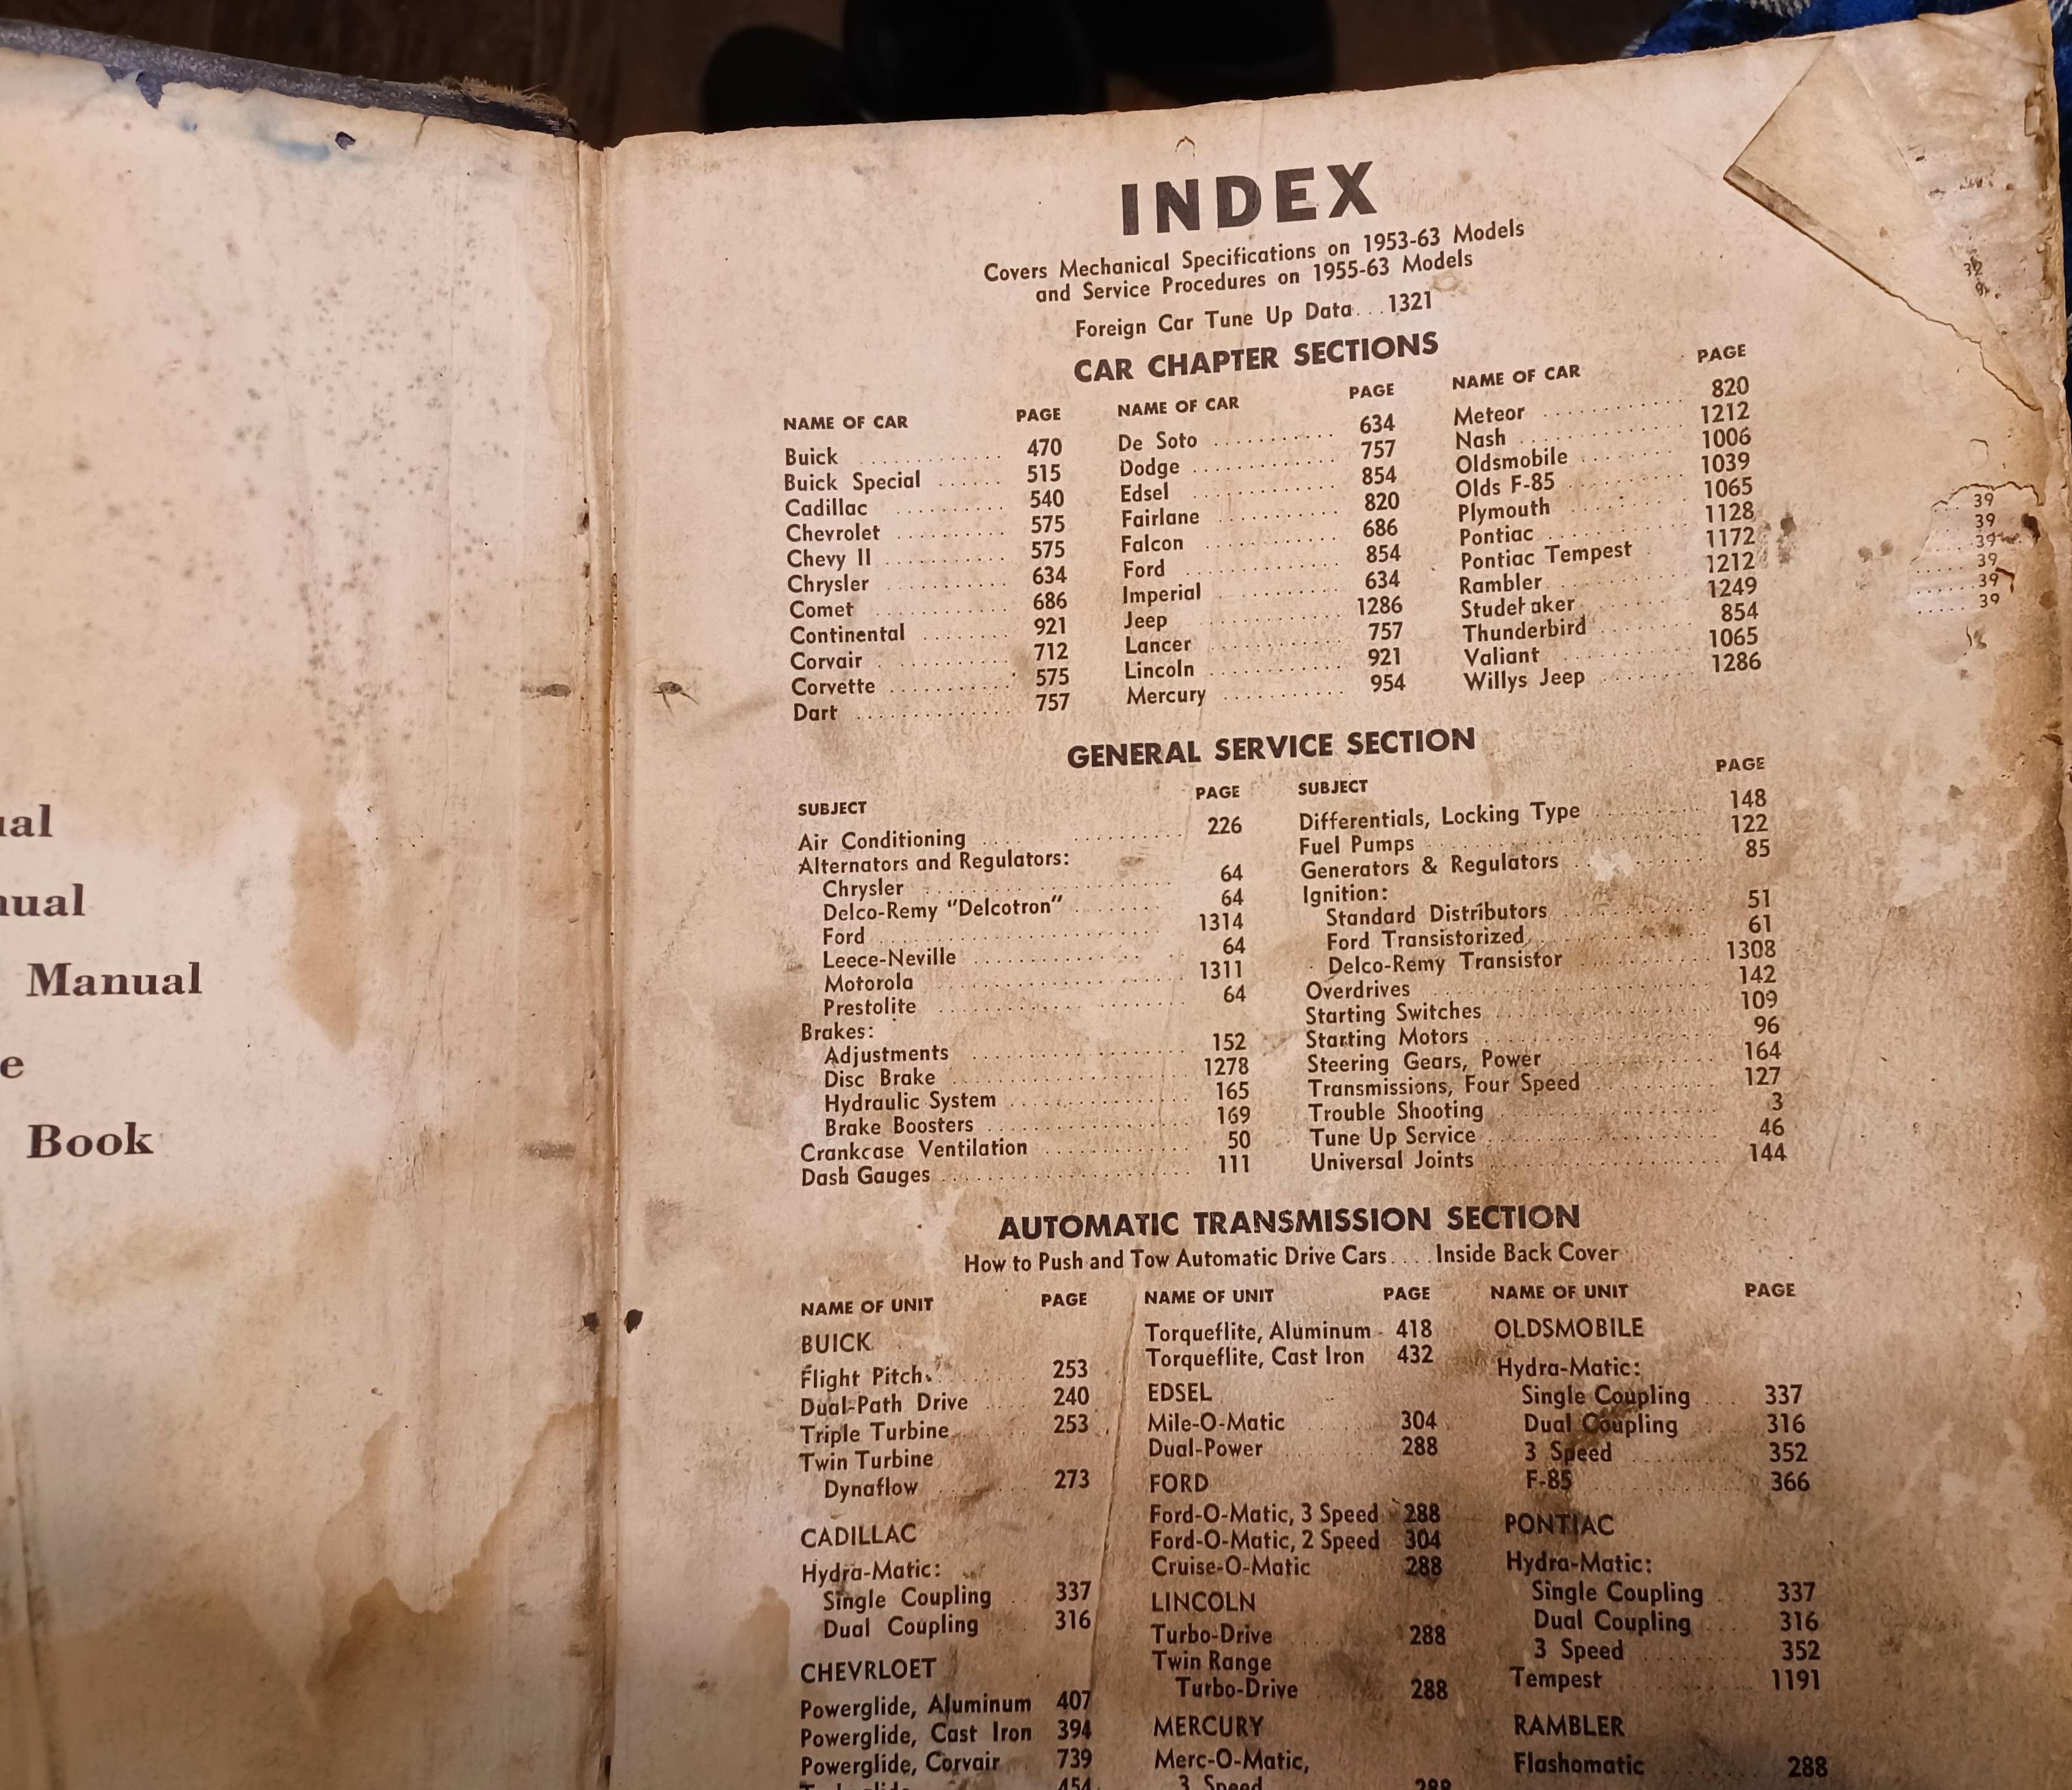 ual
nual
Manual
e
Book
INDEX
Covers Mechanical Specifications on 1953-63 Models
and Service Procedures on 1955-63 Models
Foreign Car Tune Up Data...1321
CAR CHAPTER SECTIONS
NAME OF CAR PAGE
Buick 470
Buick Special 515
Cadillac 540
Chevrolet 575
Chevy II 575
Chrysler 634
Comet 686
Continental 921
Corvair 712
Corvette 575
Dart 757
NAME OF CAR PAGE
De Soto 634
Dodge 757
Edsel 854
Fairlane 820
Falcon 686
Ford 854
Imperial 634
Jeep 1286
Lancer 757
Lincoln 921
Mercury 954
NAME OF CAR PAGE
Meteor 820
Nash 1212
Oldsmobile 1006
Olds F-85 1039
Plymouth 1065
Pontiac 1128
Pontiac Tempest 1172
Rambler 1212
Studebaker 1249
Thunderbird 854
Valiant 1065
Willys Jeep 1286
32
39
39
39
39
39
39
GENERAL SERVICE SECTION
SUBJECT PAGE
Air Conditioning 226
Alternators and Regulators:
Chrysler 64
Delco-Remy "Delcotron" 64
Ford 1314
Leece-Neville 64
Motorola 1311
Prestolite 64
Brakes:
Adjustments 152
Disc Brake 1278
Hydraulic System 165
Brake Boosters 169
Crankcase Ventilation 50
Dash Gauges 111
SUBJECT PAGE
Differentials, Locking Type 148
Fuel Pumps 122
Generators & Regulators 85
Ignition:
Standard Distributors 51
Ford Transistorized 61
Delco-Remy Transistor 1308
Overdrives 142
Starting Switches 109
Starting Motors 96
Steering Gears, Power 164
Transmissions, Four Speed 127
Trouble Shooting 3
Tune Up Service 46
Universal Joints 144
AUTOMATIC TRANSMISSION SECTION
How to Push and Tow Automatic Drive Cars....Inside Back Cover
NAME OF UNIT PAGE
BUICK
Flight Pitch 253
Dual-Path Drive 240
Triple Turbine 253
Twin Turbine
Dynaflow 273
CADILLAC
Hydra-Matic:
Single Coupling 337
Dual Coupling 316
CHEVRLOET
Powerglide, Aluminum 407
Powerglide, Cast Iron 394
Powerglide, Corvair 739
454
NAME OF UNIT PAGE
Torqueflite, Aluminum 418
Torqueflite, Cast Iron 432
EDSEL
Mile-O-Matic 304
Dual-Power 288
FORD
Ford-O-Matic, 3 Speed 288
Ford-O-Matic, 2 Speed 304
Cruise-O-Matic 288
LINCOLN
Turbo-Drive 288
Twin Range
Turbo-Drive 288
MERCURY
Merc-O-Matic,
3 Speed 288
NAME OF UNIT PAGE
OLDSMOBILE
Hydra-Matic:
Single Coupling 337
Dual Coupling 316
3 Speed 352
F-85 366
PONTIAC
Hydra-Matic:
Single Coupling 337
Dual Coupling 316
3 Speed 352
Tempest 1191
RAMBLER
Flashomatic 288